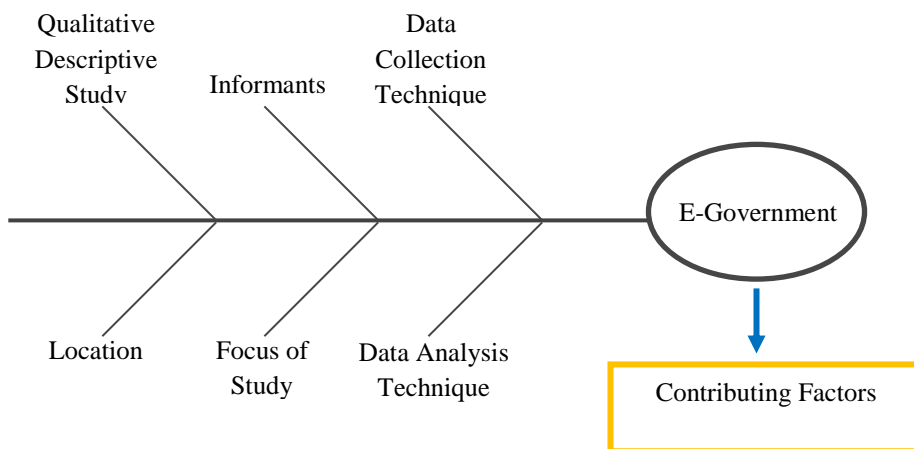 Qualitative
Descriptive
Study
Informants
Data
Collection
Technique
E-Government
Location
Focus of
Study
Data Analysis
Technique
Contributing Factors